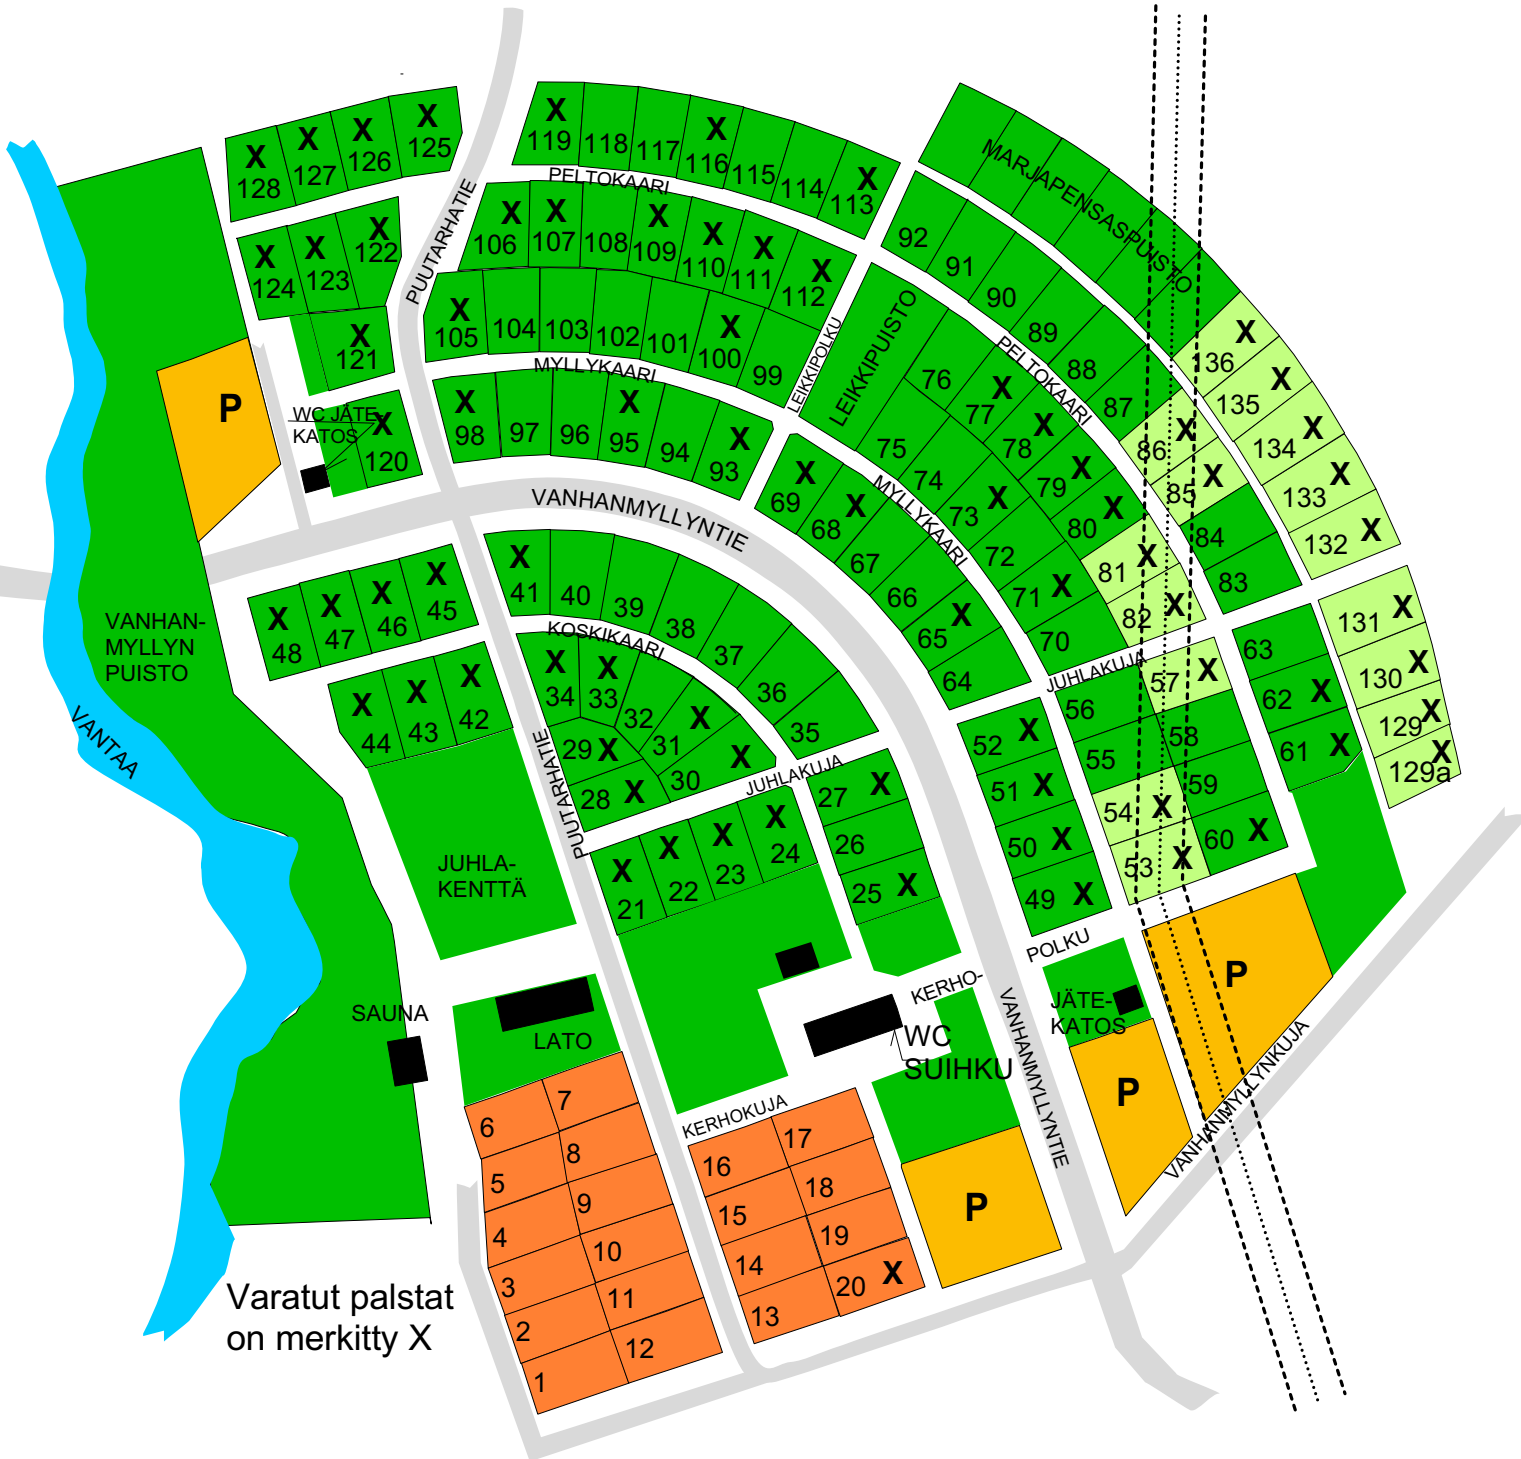 X X X X
128 127 126 125
X X X
124 123 122
X
121
X
120
WC JÄTE-
KATOS
P
PUUTARHATIE
X X X
119 118 117 116 115 114 113
PELTOKAARI
X X X X X X
106 107 108 109 110 111 112
X X
105 104 103 102 101 100 99
MYLLYKAARI
X X X
98 97 96 95 94 93
LEIKKIPOLKU
LEIKKIPUISTO
MARJAPENSASPUISTO
92 91 90 89 88 87
X X
86 85
84 83
PELTOKAARI
X X X X X
136 135 134 133 132
X X X X
131 130 129 129a
76
X X X X
77 78 79 80
X X
81 82
75 74
X
73
72
X
71
70
MYLLYKAARI
X X
69 68
67 66
X
65
64
VANHANMYLLYNTIE
X X X X
48 47 46 45
X X X
44 43 42
X
41 40 39 38 37 36 35
KOSKIKAARI
X X
34 33 32
X X
31 30
X
29
X
28
PUUTARHATIE
JUHLAKUJA
X X X X
21 22 23 24
X
27
26
X
25
JUHLAKUJA
X X X X
52 51 50 49
56 55
X X
54 53
X
57
58 59
X
60
63
X X
62 61
VANHAN-
MYLLYN
PUISTO
VANTAA
JUHLA-
KENTTÄ
SAUNA
LATO
KERHO-
POLKU
WC
SUIHKU
JÄTE-
KATOS
P
P
P
VANHANMYLLYNTIE
VANHANMYLLYNKUJA
KERHOKUJA
6 7
5 8
4 9
3 10
2 11
1 12
16 17
15 18
14 19
X
13 20
Varatut palstat
on merkitty X